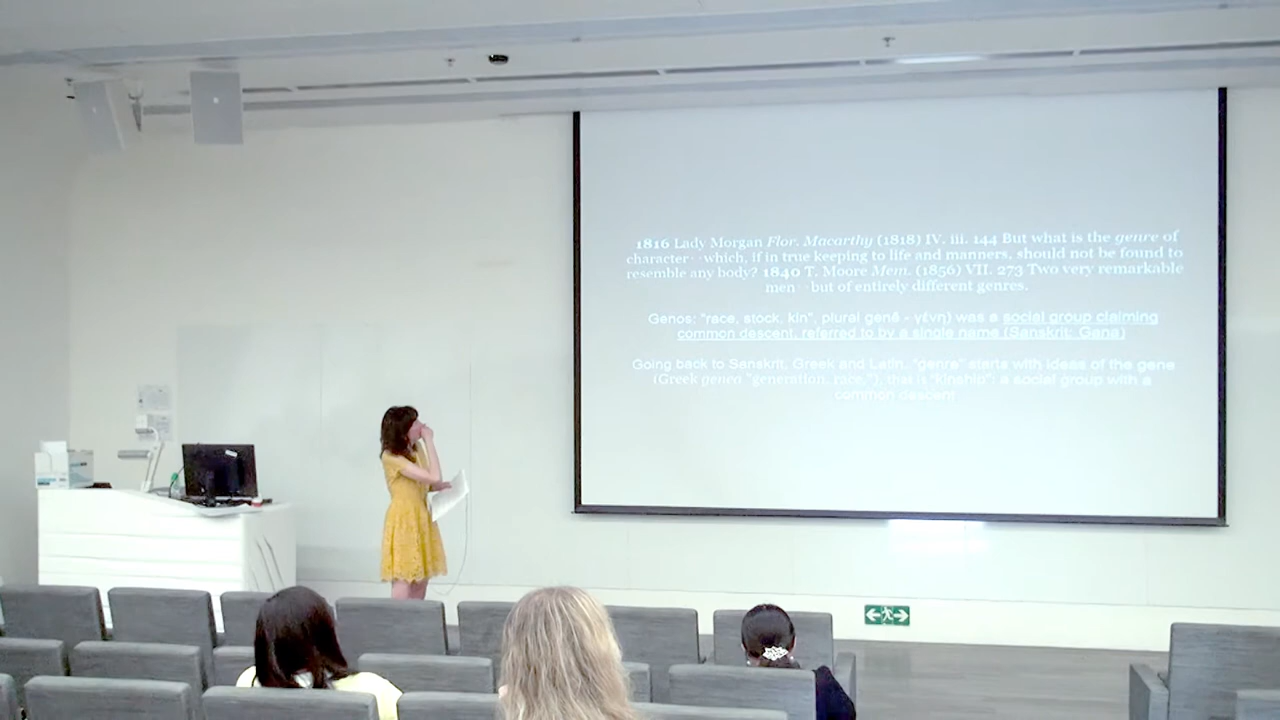 1816 Lady Morgan Flor. Macarthy (1818) IV. iii. 144 But what is the genre of
character··which, if in true keeping to life and manners, should not be found to
resemble any body? 1840 T. Moore Mem. (1856) VII. 273 Two very remarkable
men··but of entirely different genres.
Genos: "race, stock, kin", plural genē - γένη) was a social group claiming
common descent, referred to by a single name (Sanskrit: Gana)
Going back to Sanskrit, Greek and Latin, "genre" starts with ideas of the gene
(Greek genea "generation, race,"), that is "kinship": a social group with a
common descent